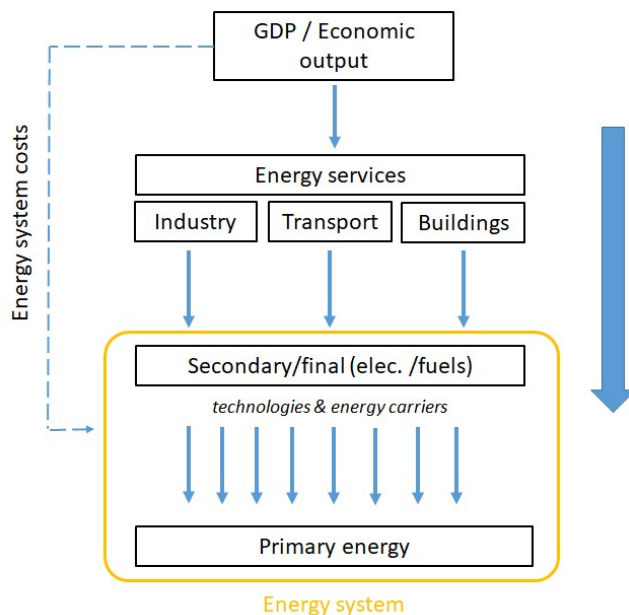 GDP / Economic
output
Energy system costs
Energy services
Industry
Transport
Buildings
Secondary/final (elec. /fuels)
technologies & energy carriers
Primary energy
Energy system